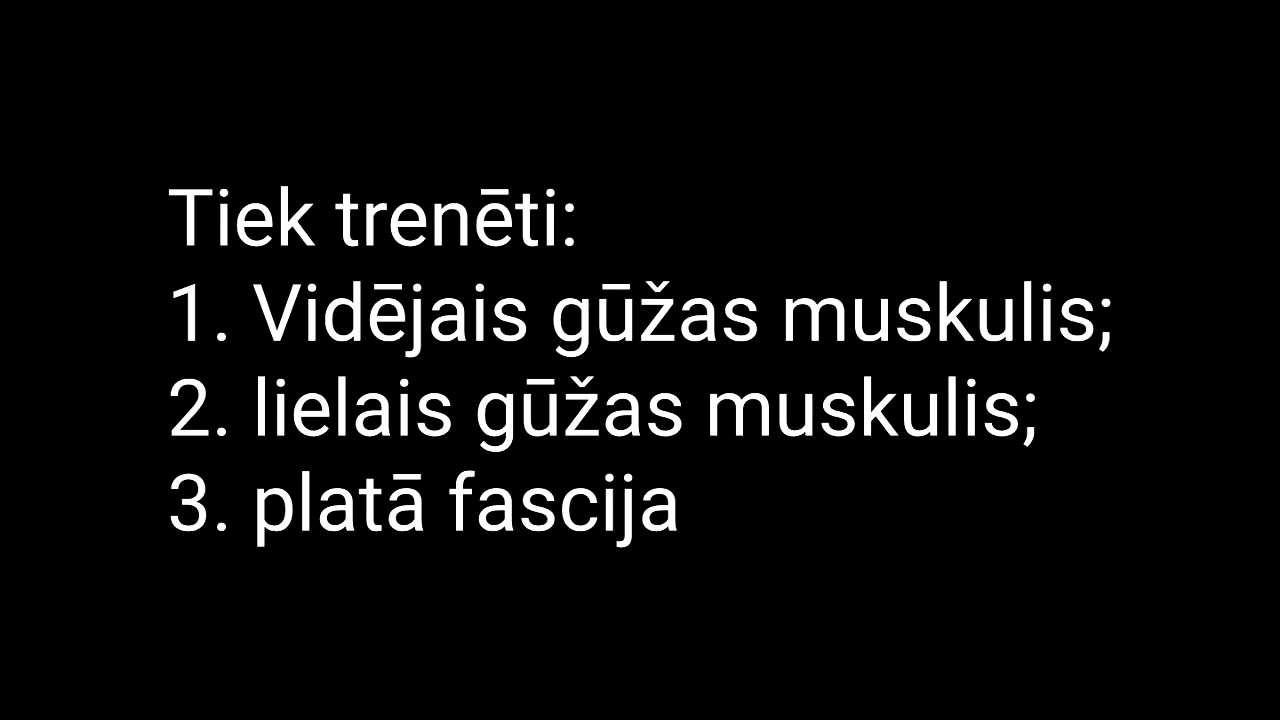 Tiek trenēti:
1. Vidējais gūžas muskulis;
2. lielais gūžas muskulis;
3. platā fascija